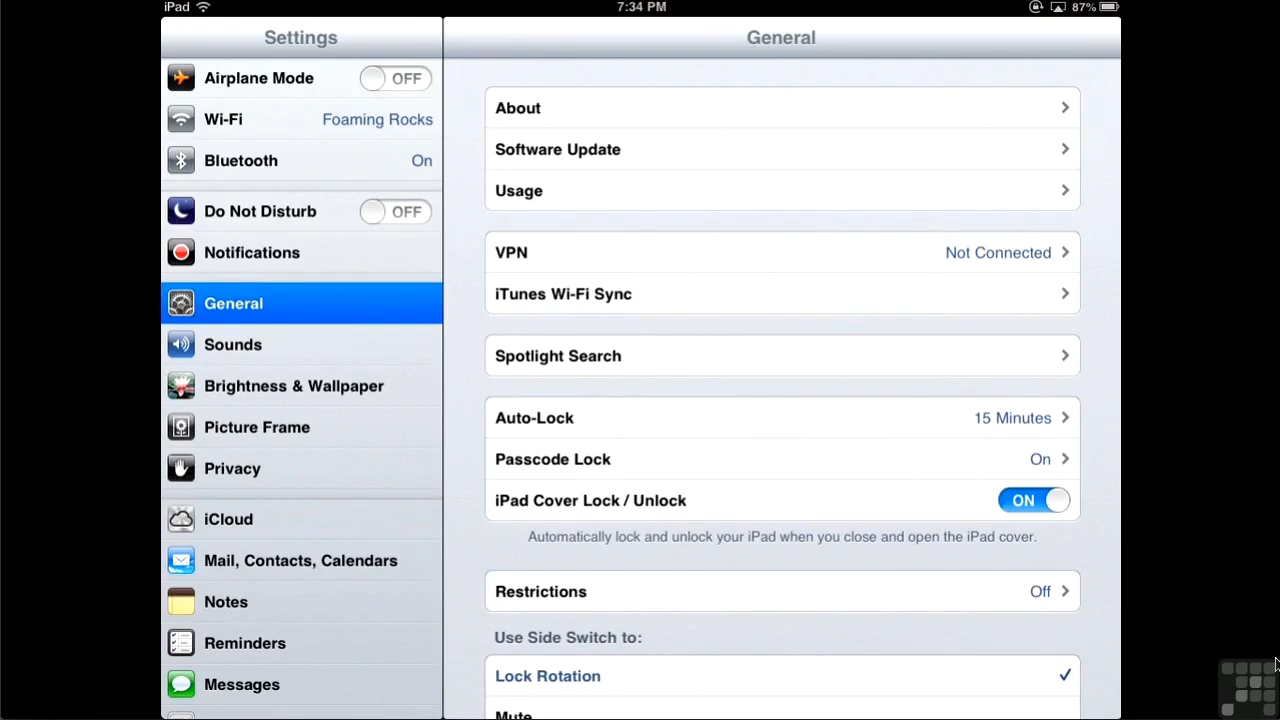 iPad 7:34 PM 87%
Settings
General
Airplane Mode OFF
Wi-Fi Foaming Rocks
Bluetooth On
Do Not Disturb OFF
Notifications
General
Sounds
Brightness & Wallpaper
Picture Frame
Privacy
iCloud
Mail, Contacts, Calendars
Notes
Reminders
Messages
About
Software Update
Usage
VPN Not Connected
iTunes Wi-Fi Sync
Spotlight Search
Auto-Lock 15 Minutes
Passcode Lock On
iPad Cover Lock / Unlock ON
Automatically lock and unlock your iPad when you close and open the iPad cover.
Restrictions Off
Use Side Switch to:
Lock Rotation
Mute